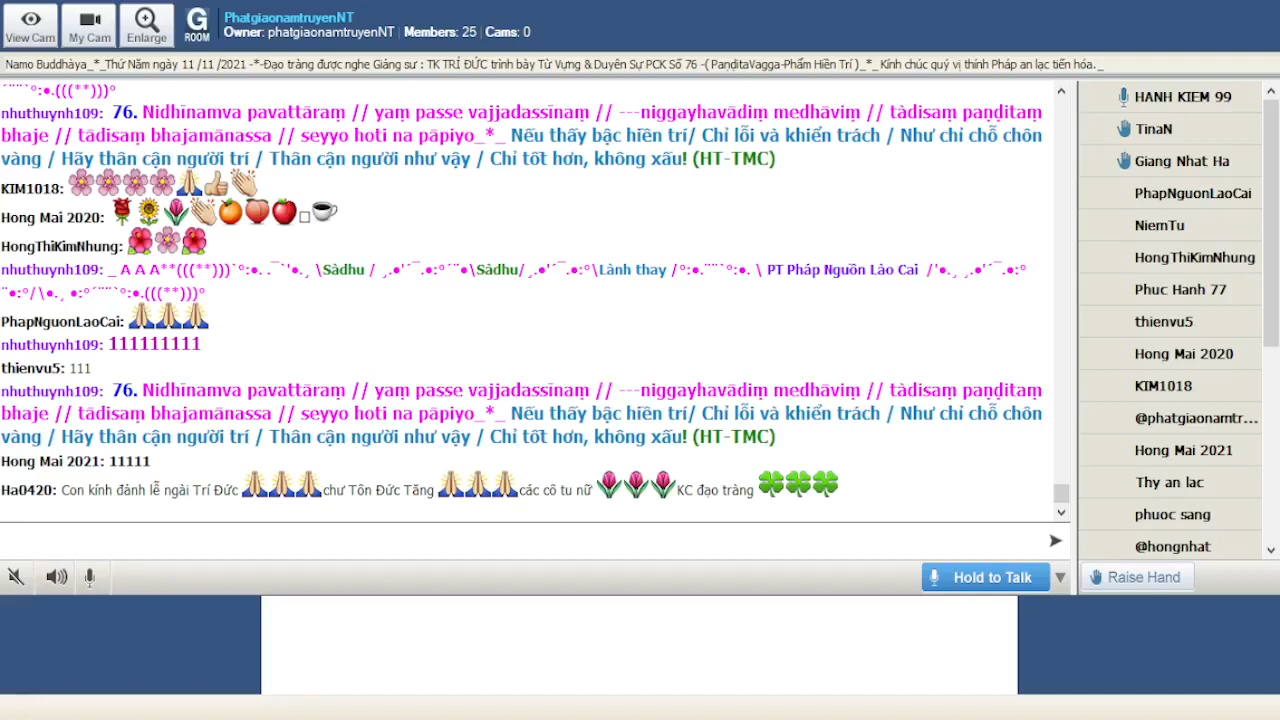 View Cam
My Cam
Enlarge
G
ROOM
PhatgiaonamtruyenNT
Owner: phatgiaonamtruyenNT | Members: 25 | Cams: 0
Namo Buddhàya_*_Thứ Năm ngày 11 /11 /2021 -*-Đạo tràng được nghe Giảng sư : TK TRÍ ĐỨC trình bày Từ Vựng & Duyên Sự PCK Số 76 -( PaṇḍitaVagga-Phẩm Hiền Trí )_*_ Kính chúc quý vị thính Pháp an lạc tiến hóa._
´¨¨`º:●.(((**)))º
nhuthuynh109: 76. Nidhīnamva pavattāraṃ // yaṃ passe vajjadassīnaṃ // ---niggayhavādiṃ medhāviṃ // tàdisaṃ paṇḍitaṃ
bhaje // tādisaṃ bhajamānassa // seyyo hoti na pāpiyo_*_ Nếu thấy bậc hiền trí/ Chỉ lỗi và khiển trách / Như chỉ chỗ chôn
vàng / Hãy thân cận người trí / Thân cận người như vậy / Chỉ tốt hơn, không xấu! (HT-TMC)
KIM1018: 🌸🌸🌸🌸🙏👍👏
Hong Mai 2020: 🌹🌻🌷👏🍊🍑🍎□☕
HongThiKimNhung: 🌺🌸🌺
nhuthuynh109: _ A A A**(((**)))`º:●. .¯´'●.¸ \Sàdhu / ¸.●'´¯.●:º´¨●\Sàdhu/¸.●'´¯.●:º\Lành thay /º:●.¨¨`º:●. \ PT Pháp Nguồn Lào Cai /'●.¸ ¸.●'´¯.●:º
¨●:º/\●.¸ ●:º´¨¨`º:●.(((**)))º
PhapNguonLaoCai: 🙏🙏🙏
nhuthuynh109: 111111111
thienvu5: 111
nhuthuynh109: 76. Nidhīnamva pavattāraṃ // yaṃ passe vajjadassīnaṃ // ---niggayhavādiṃ medhāviṃ // tàdisaṃ paṇḍitaṃ
bhaje // tādisaṃ bhajamānassa // seyyo hoti na pāpiyo_*_ Nếu thấy bậc hiền trí/ Chỉ lỗi và khiển trách / Như chỉ chỗ chôn
vàng / Hãy thân cận người trí / Thân cận người như vậy / Chỉ tốt hơn, không xấu! (HT-TMC)
Hong Mai 2021: 11111
Ha0420: Con kính đảnh lễ ngài Trí Đức 🙏🙏🙏chư Tôn Đức Tăng 🙏🙏🙏các cô tu nữ 🌷🌷🌷KC đạo tràng 🍀🍀🍀
Hold to Talk
HANH KIEM 99
TinaN
Giang Nhat Ha
PhapNguonLaoCai
NiemTu
HongThiKimNhung
Phuc Hanh 77
thienvu5
Hong Mai 2020
KIM1018
@phatgiaonamtr...
Hong Mai 2021
Thy an lac
phuoc sang
@hongnhat
Raise Hand